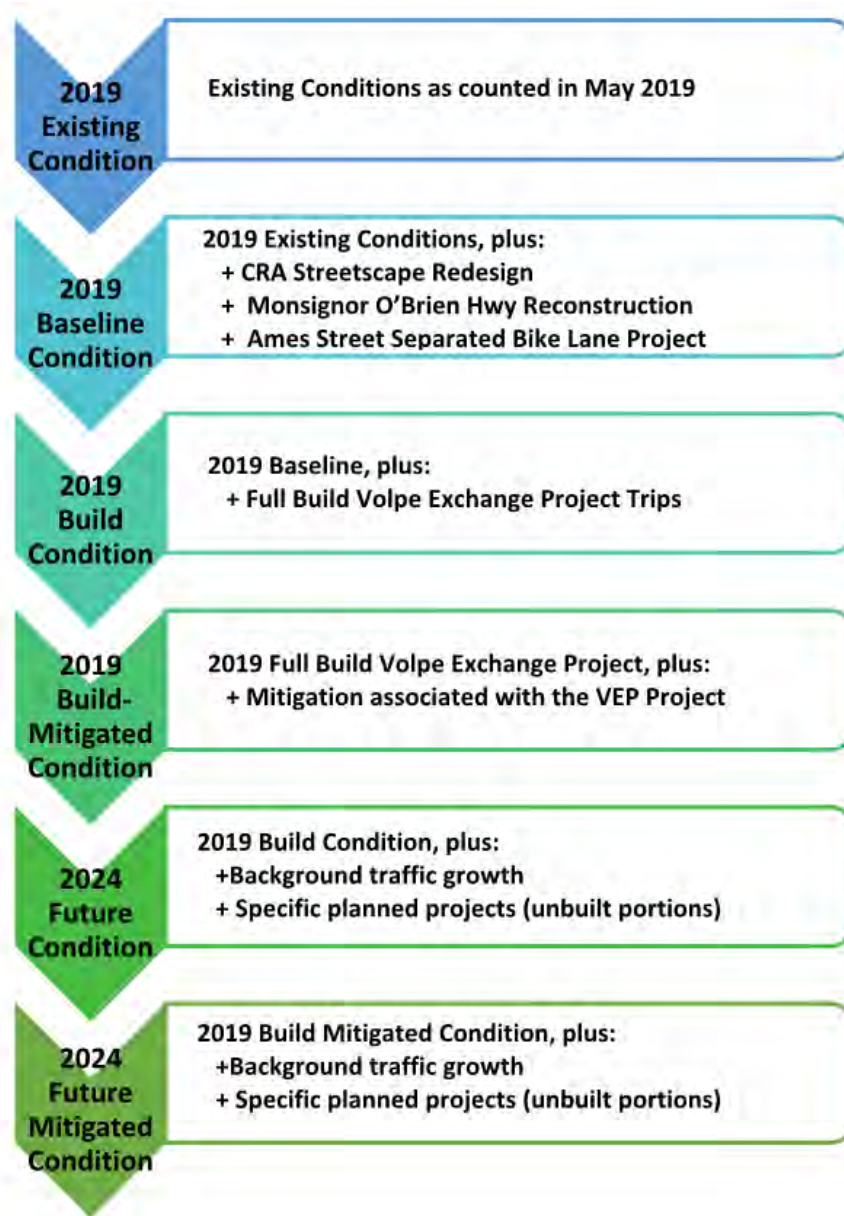 2019
Existing
Condition
Existing Conditions as counted in May 2019
2019
Baseline
Condition
2019 Existing Conditions, plus:
+ CRA Streetscape Redesign
+ Monsignor O’Brien Hwy Reconstruction
+ Ames Street Separated Bike Lane Project
2019
Build
Condition
2019 Baseline, plus:
+ Full Build Volpe Exchange Project Trips
2019
Build-
Mitigated
Condition
2019 Full Build Volpe Exchange Project, plus:
+ Mitigation associated with the VEP Project
2024
Future
Condition
2019 Build Condition, plus:
+Background traffic growth
+ Specific planned projects (unbuilt portions)
2024
Future
Mitigated
Condition
2019 Build Mitigated Condition, plus:
+Background traffic growth
+ Specific planned projects (unbuilt portions)